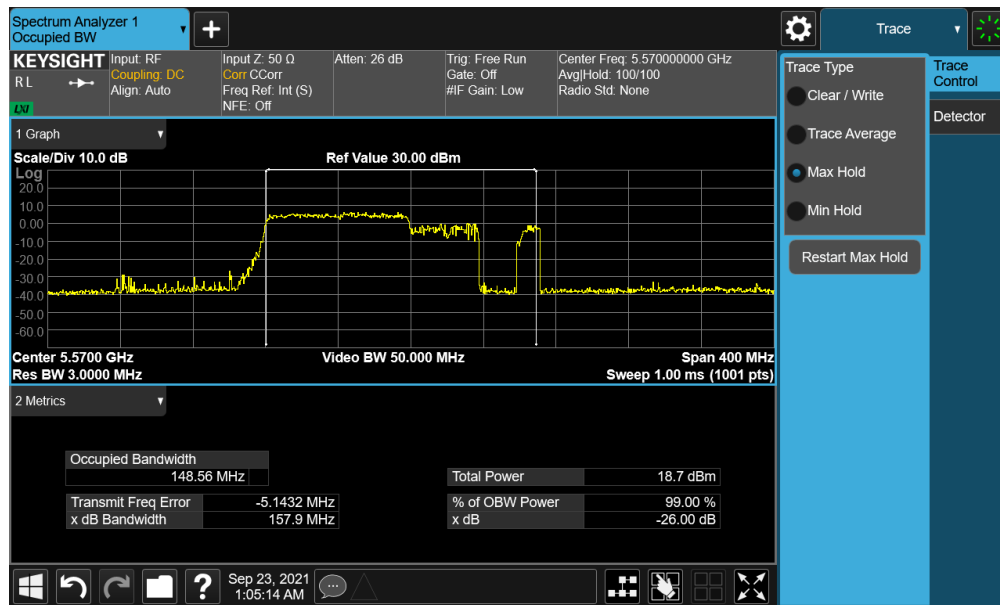 Spectrum Analyzer 1
Occupied BW
+
Trace
KEYSIGHT Input: RF Input Z: 50 Ω Atten: 26 dB Trig: Free Run Center Freq: 5.570000000 GHz
RL Coupling: DC Corr CCorr Gate: Off Avg|Hold: 100/100
Align: Auto Freq Ref: Int (S) #IF Gain: Low Radio Std: None
LXI NFE: Off
Trace Type
Clear / Write
Trace Average
Max Hold
Min Hold
Restart Max Hold
Trace
Control
Detector
1 Graph
Scale/Div 10.0 dB Ref Value 30.00 dBm
Log
20.0
10.0
0.00
-10.0
-20.0
-30.0
-40.0
-50.0
-60.0
Center 5.5700 GHz Video BW 50.000 MHz Span 400 MHz
Res BW 3.0000 MHz Sweep 1.00 ms (1001 pts)
2 Metrics
Occupied Bandwidth
148.56 MHz Total Power 18.7 dBm
Transmit Freq Error -5.1432 MHz % of OBW Power 99.00 %
x dB Bandwidth 157.9 MHz x dB -26.00 dB
? Sep 23, 2021
1:05:14 AM